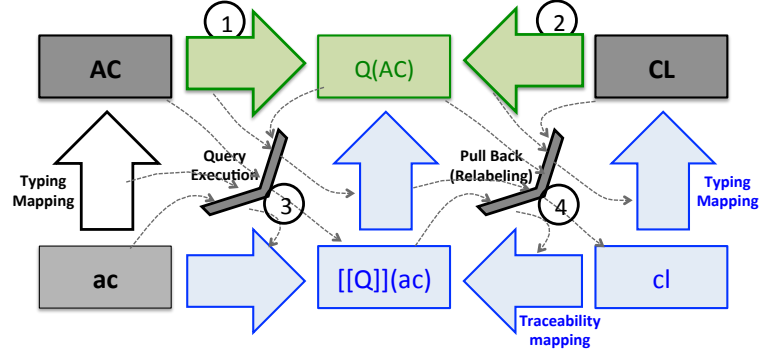 1
2
AC
Q(AC)
CL
Typing
Mapping
Query
Execution
Pull Back
(Relabeling)
Typing
Mapping
3
4
ac
[[Q]](ac)
cl
Traceability
mapping